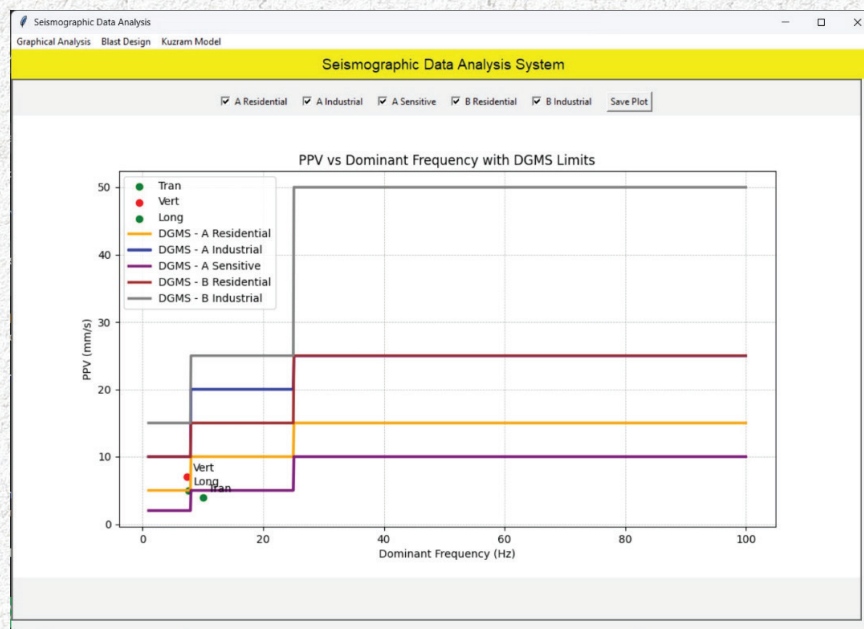 Seismographic Data Analysis
Graphical Analysis Blast Design Kuzram Model
Seismographic Data Analysis System
A Residential A Industrial A Sensitive B Residential B Industrial Save Plot
PPV vs Dominant Frequency with DGMS Limits
Tran
Vert
Long
DGMS - A Residential
DGMS - A Industrial
DGMS - A Sensitive
DGMS - B Residential
DGMS - B Industrial
50
40
30
20
10
0
PPV (mm/s)
Vert
Long
Tran
0 20 40 60 80 100
Dominant Frequency (Hz)